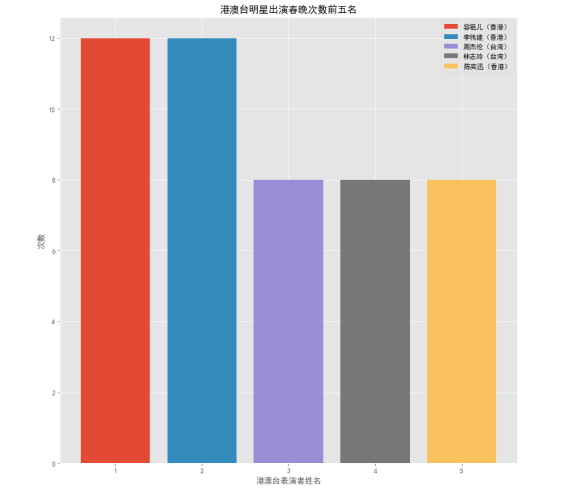 港澳台明星出演春晚次数前五名
容祖儿（香港）
李伟建（香港）
周杰伦（台湾）
林志玲（台湾）
陈奕迅（香港）
12
10
8
6
4
2
0
次数
1 2 3 4 5
港澳台表演者姓名